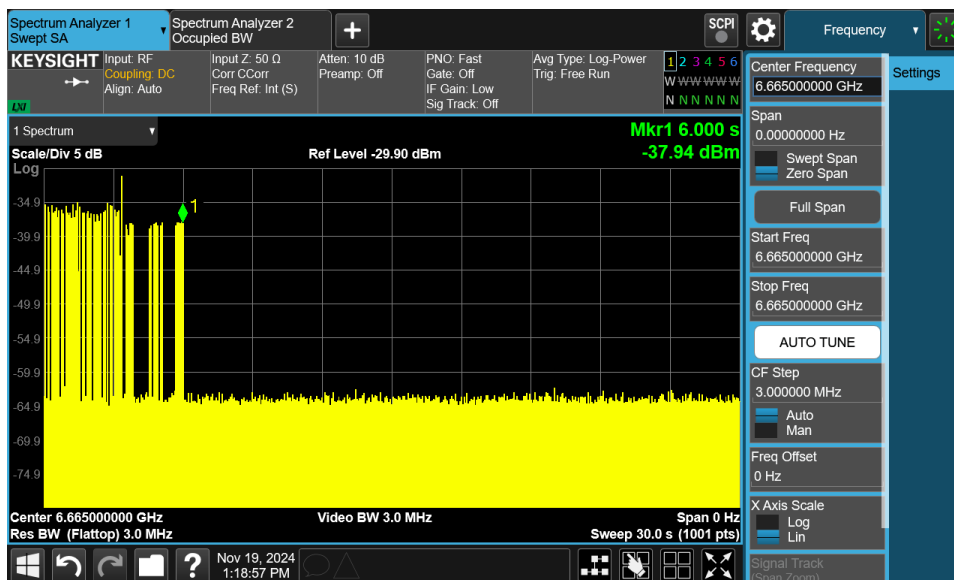 Spectrum Analyzer 1
Swept SA
Spectrum Analyzer 2
Occupied BW
SCPI
Frequency
KEYSIGHT
LXI
Input: RF
Coupling: DC
Align: Auto
Input Z: 50 Ω
Corr CCorr
Freq Ref: Int (S)
Atten: 10 dB
Preamp: Off
PNO: Fast
Gate: Off
IF Gain: Low
Sig Track: Off
Avg Type: Log-Power
Trig: Free Run
1 2 3 4 5 6
W W W W W W
N N N N N N
1 Spectrum
Scale/Div 5 dB
Ref Level -29.90 dBm
Mkr1 6.000 s
-37.94 dBm
Log
-34.9
-39.9
-44.9
-49.9
-54.9
-59.9
-64.9
-69.9
-74.9
1
Center 6.665000000 GHz
Video BW 3.0 MHz
Span 0 Hz
Res BW (Flattop) 3.0 MHz
Sweep 30.0 s (1001 pts)
?
Nov 19, 2024
1:18:57 PM
Center Frequency
6.665000000 GHz
Settings
Span
0.00000000 Hz
Swept Span
Zero Span
Full Span
Start Freq
6.665000000 GHz
Stop Freq
6.665000000 GHz
AUTO TUNE
CF Step
3.000000 MHz
Auto
Man
Freq Offset
0 Hz
X Axis Scale
Log
Lin
Signal Track
(Span Zoom)